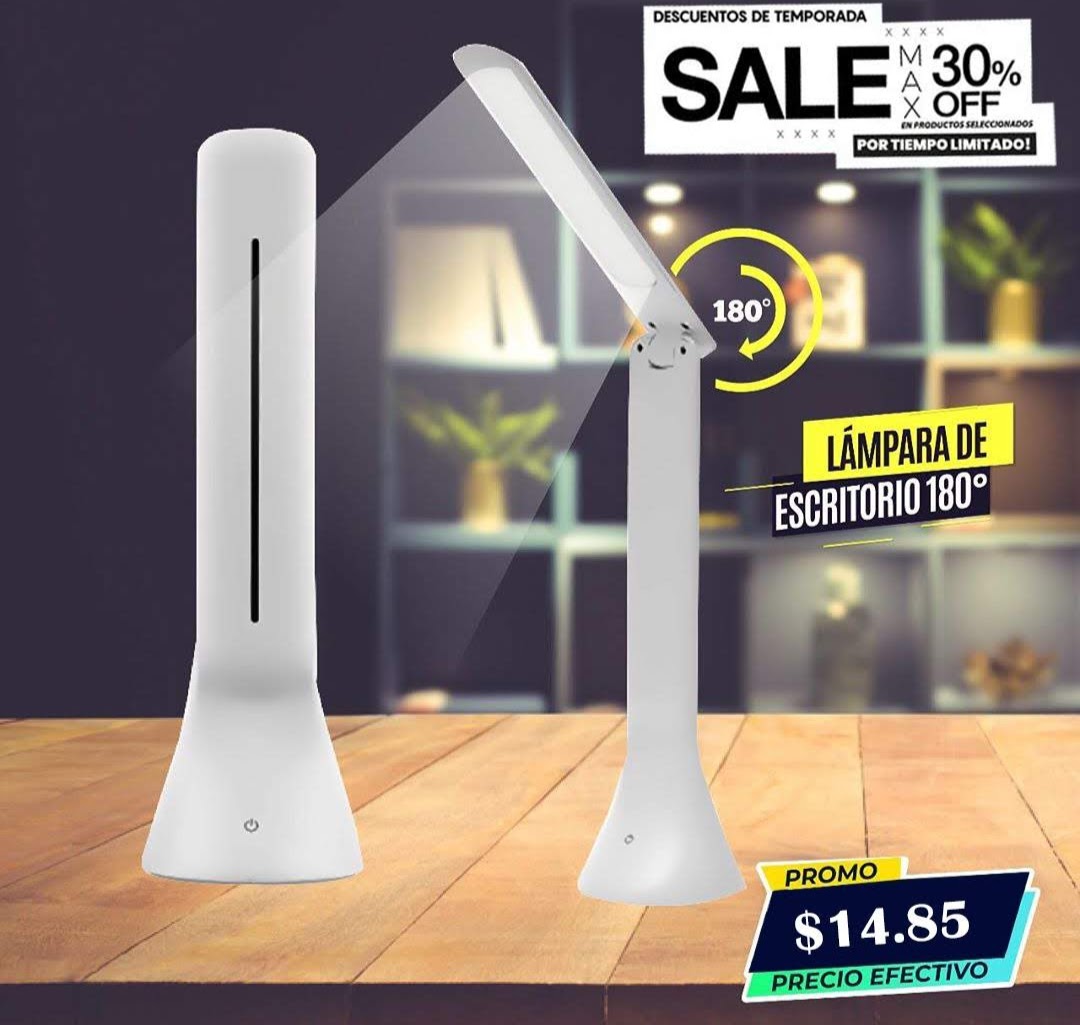 DESCUENTOS DE TEMPORADA
X X X X
SALE
MAX
30%
OFF
EN PRODUCTOS SELECCIONADOS
X X X X
POR TIEMPO LIMITADO!
180°
LÁMPARA DE
ESCRITORIO 180°
PROMO
$14.85
PRECIO EFECTIVO